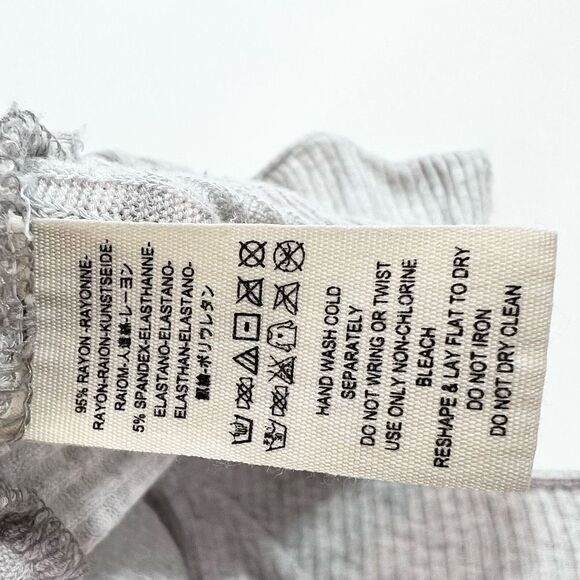 95% RAYON -RAYONNE-
RAYON-RAION-KUNSTSEIDE-
RAIOM-人造絲-レーヨン
5% SPANDEX-ELASTHANNE-
ELASTANO-ELASTANO-
ELASTHAN-ELASTANO-
氨綸-ポリウレタン
HAND WASH COLD
SEPARATELY
DO NOT WRING OR TWIST
USE ONLY NON-CHLORINE
BLEACH
RESHAPE & LAY FLAT TO DRY
DO NOT IRON
DO NOT DRY CLEAN